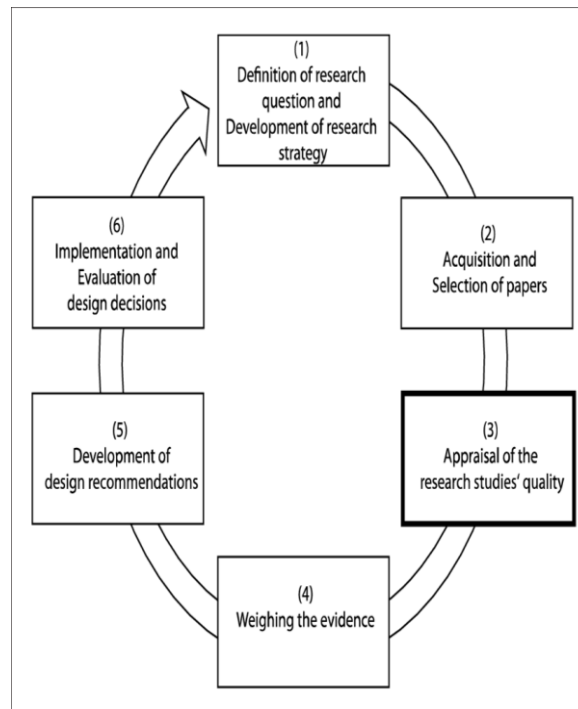 (1)
Definition of research
question and
Development of research
strategy
(2)
Acquisition and
Selection of papers
(3)
Appraisal of the
research studies' quality
(4)
Weighing the evidence
(5)
Development of
design recommendations
(6)
Implementation and
Evaluation of
design decisions